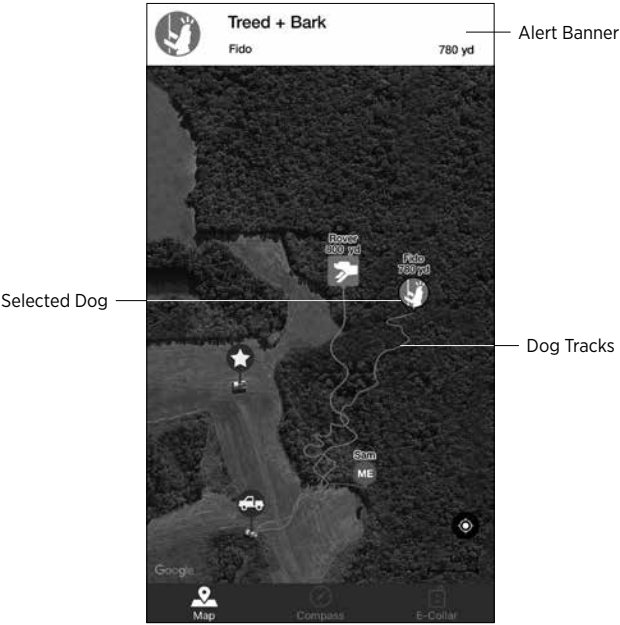 Treed + Bark
Fido
780 yd
Alert Banner
Rover
800 yd
Fido
780 yd
Selected Dog
Dog Tracks
Sam
ME
Google
Map
Compass
E-Collar